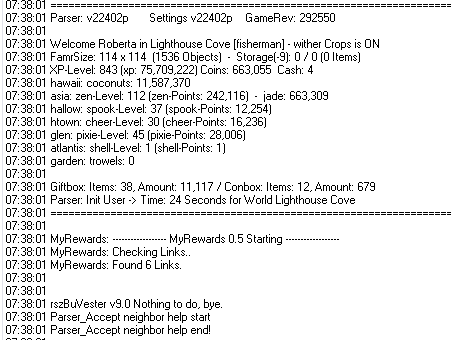 07:38:01 ================================================
07:38:01 Parser: v22402p Settings v22402p GameRev: 292550
07:38:01
07:38:01 Welcome Roberta in Lighthouse Cove [fisherman] - wither Crops is ON
07:38:01 FamrSize: 114 x 114 (1536 Objects) - Storage(-9): 0 / 0 (0 Items)
07:38:01 XP-Level: 843 (xp: 75,709,222) Coins: 663,055 Cash: 4
07:38:01 hawaii: coconuts: 11,587,370
07:38:01 asia: zen-Level: 112 (zen-Points: 242,116) - jade: 663,309
07:38:01 hallow: spook-Level: 37 (spook-Points: 12,254)
07:38:01 htown: cheer-Level: 30 (cheer-Points: 16,236)
07:38:01 glen: pixie-Level: 45 (pixie-Points: 28,006)
07:38:01 atlantis: shell-Level: 1 (shell-Points: 1)
07:38:01 garden: trowels: 0
07:38:01
07:38:01 Giftbox: Items: 38, Amount: 11,117 / Conbox: Items: 12, Amount: 679
07:38:01 Parser: Init User -> Time: 24 Seconds for World Lighthouse Cove
07:38:01 ================================================
07:38:01
07:38:01 MyRewards: ----------------- MyRewards 0.5 Starting -----------------
07:38:01 MyRewards: Checking Links..
07:38:01 MyRewards: Found 6 Links.
07:38:01
07:38:01
07:38:01 rszBuVester v9.0 Nothing to do, bye.
07:38:01 Parser_Accept neighbor help start
07:38:01 Parser_Accept neighbor help end!